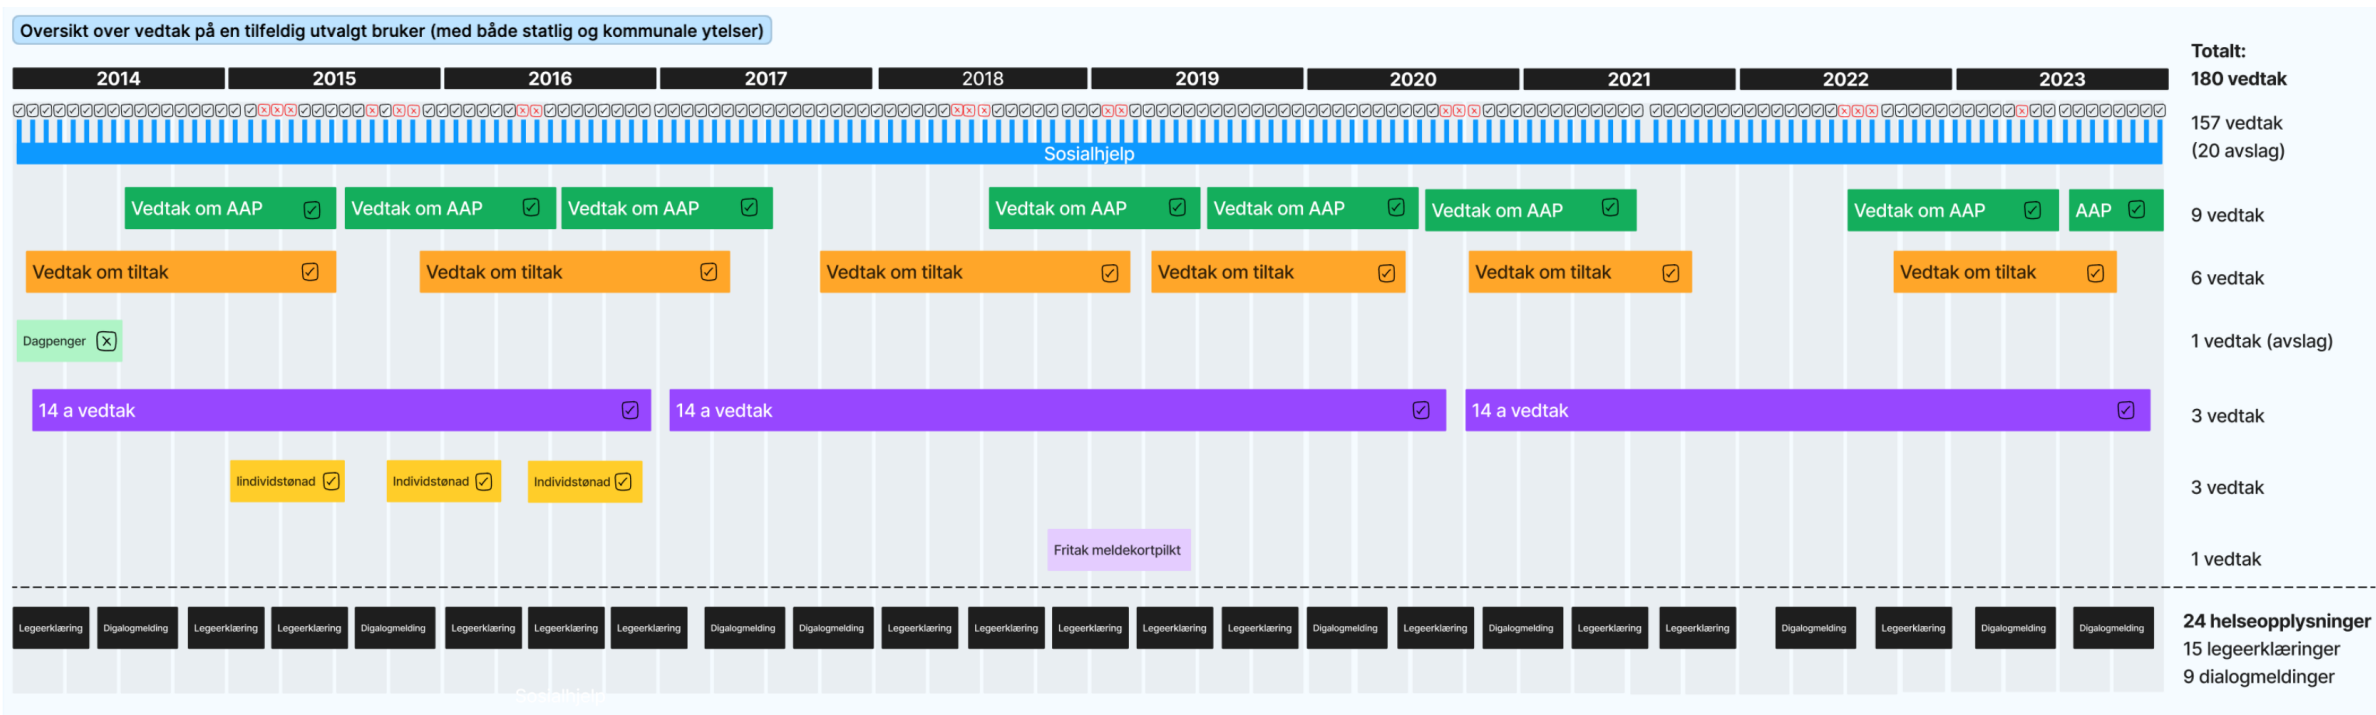 Oversikt over vedtak på en tilfeldig utvalgt bruker (med både statlig og kommunale ytelser)
Totalt:
180 vedtak
2014 2015 2016 2017 2018 2019 2020 2021 2022 2023
157 vedtak
(20 avslag)
Sosialhjelp
Vedtak om AAP Vedtak om AAP Vedtak om AAP Vedtak om AAP Vedtak om AAP Vedtak om AAP Vedtak om AAP AAP
9 vedtak
Vedtak om tiltak Vedtak om tiltak Vedtak om tiltak Vedtak om tiltak Vedtak om tiltak Vedtak om tiltak
6 vedtak
Dagpenger
1 vedtak (avslag)
14 a vedtak 14 a vedtak 14 a vedtak
3 vedtak
Iindividstønad Individstønad Individstønad
3 vedtak
Fritak meldekortpilkt
1 vedtak
Legeerklæring Digalogmelding Legeerklæring Legeerklæring Digalogmelding Legeerklæring Legeerklæring Legeerklæring Digalogmelding Digalogmelding Legeerklæring Legeerklæring Legeerklæring Legeerklæring Legeerklæring Digalogmelding Legeerklæring Digalogmelding Legeerklæring Legeerklæring Digalogmelding Legeerklæring Digalogmelding Digalogmelding
24 helseopplysninger
15 legeerklæringer
9 dialogmeldinger
Sosialhjelp